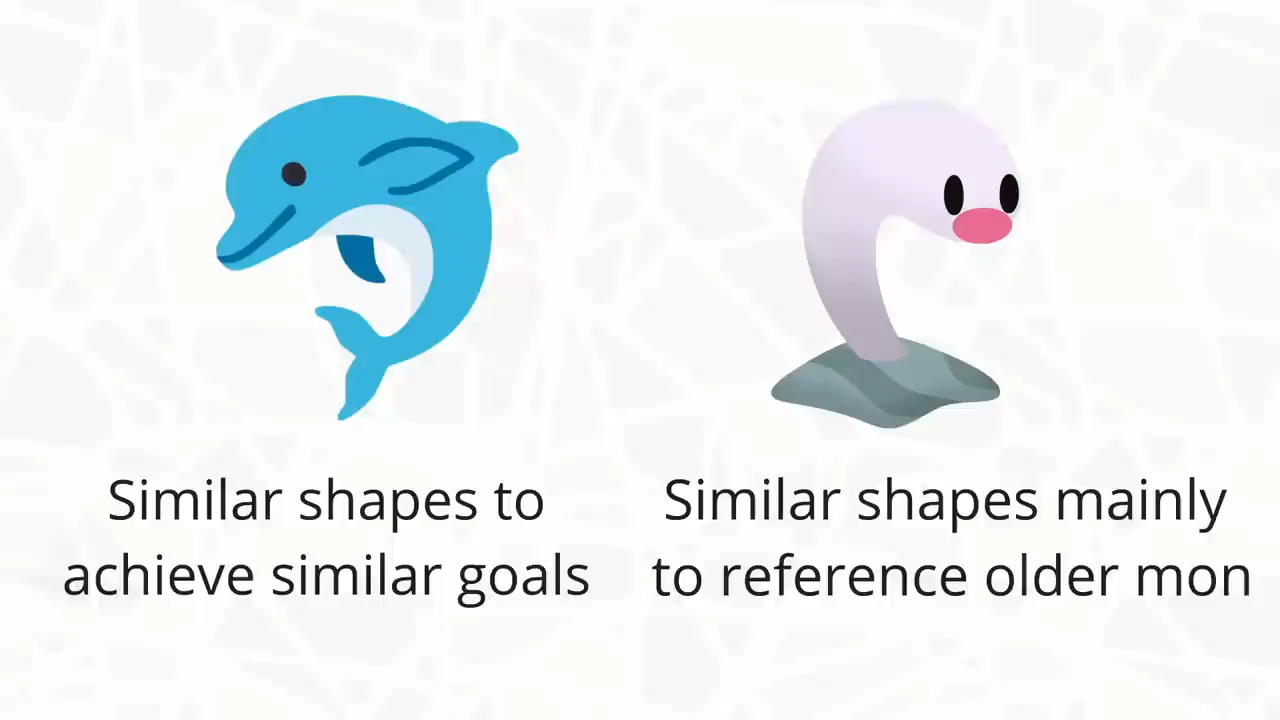 Similar shapes to
achieve similar goals
Similar shapes mainly
to reference older mon